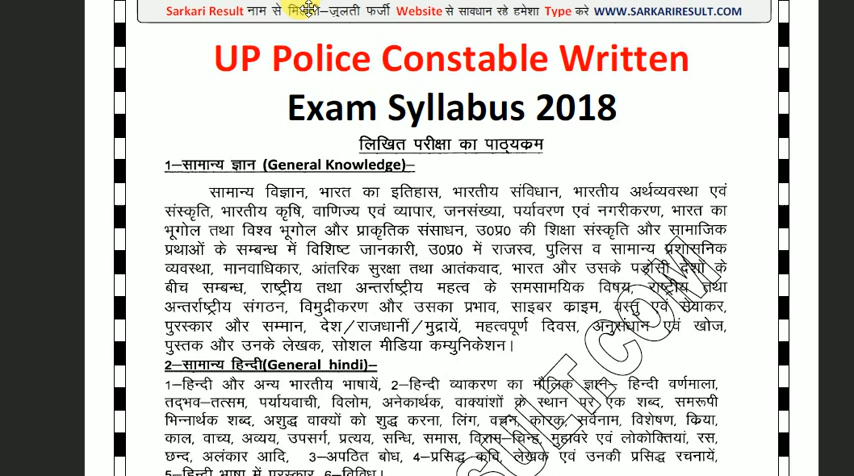 Sarkari Result नाम से मिलती-जुलती फर्जी Website से सावधान रहे हमेशा Type करे WWW.SARKARIRESULT.COM
UP Police Constable Written
Exam Syllabus 2018
लिखित परीक्षा का पाठ्यकम
1–सामान्य ज्ञान (General Knowledge)–
सामान्य विज्ञान, भारत का इतिहास, भारतीय संविधान, भारतीय अर्थव्यवस्था एवं
संस्कृति, भारतीय कृषि, वाणिज्य एवं व्यापार, जनसंख्या, पर्यावरण एवं नगरीकरण, भारत का
भूगोल तथा विश्व भूगोल और प्राकृतिक संसाधन, उ0प्र0 की शिक्षा संस्कृति और सामाजिक
प्रथाओं के सम्बन्ध में विशिष्ट जानकारी, उ0प्र0 में राजस्व, पुलिस व सामान्य प्रशासनिक
व्यवस्था, मानवाधिकार, आंतरिक सुरक्षा तथा आतंकवाद, भारत और उसके पड़ोसी देशों के
बीच सम्बन्ध, राष्ट्रीय तथा अन्तर्राष्ट्रीय महत्व के समसामयिक विषय, राष्ट्रीय तथा
अन्तर्राष्ट्रीय संगठन, विमुद्रीकरण और उसका प्रभाव, साइबर काइम, वस्तु एवं सेवाकर,
पुरस्कार और सम्मान, देश/राजधानीं/मुद्रायें, महत्वपूर्ण दिवस, अनुसंधान एवं खोज,
पुस्तक और उनके लेखक, सोशल मीडिया कम्युनिकेशन।
2–सामान्य हिन्दी(General hindi)–
1–हिन्दी और अन्य भारतीय भाषायें, 2–हिन्दी व्याकरण का मौलिक ज्ञान– हिन्दी वर्णमाला,
तद्भव–तत्सम, पर्यायवाची, विलोम, अनेकार्थक, वाक्यांशों के स्थान पर एक शब्द, समरूपी
भिन्नार्थक शब्द, अशुद्ध वाक्यों को शुद्ध करना, लिंग, वचन, कारक, सर्वनाम, विशेषण, किया,
काल, वाच्य, अव्यय, उपसर्ग, प्रत्यय, सन्धि, समास, विराम–चिन्ह, मुहावरे एवं लोकोक्तियां, रस,
छन्द, अलंकार आदि, 3–अपठित बोध, 4–प्रसिद्ध कवि, लेखक एवं उनकी प्रसिद्ध रचनायें,
5–हिन्दी भाषा में पुरस्कार, 6–विविध।
SULT.COM